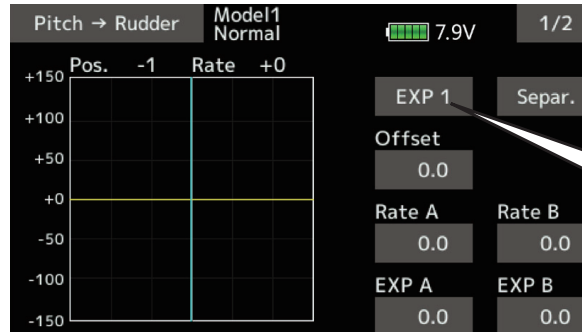 Pitch → Rudder
Model1
Normal
7.9V
1/2
Pos. -1 Rate +0
+150
+100
+50
+0
-50
-100
-150
EXP 1
Separ.
Offset
0.0
Rate A Rate B
0.0 0.0
EXP A EXP B
0.0 0.0